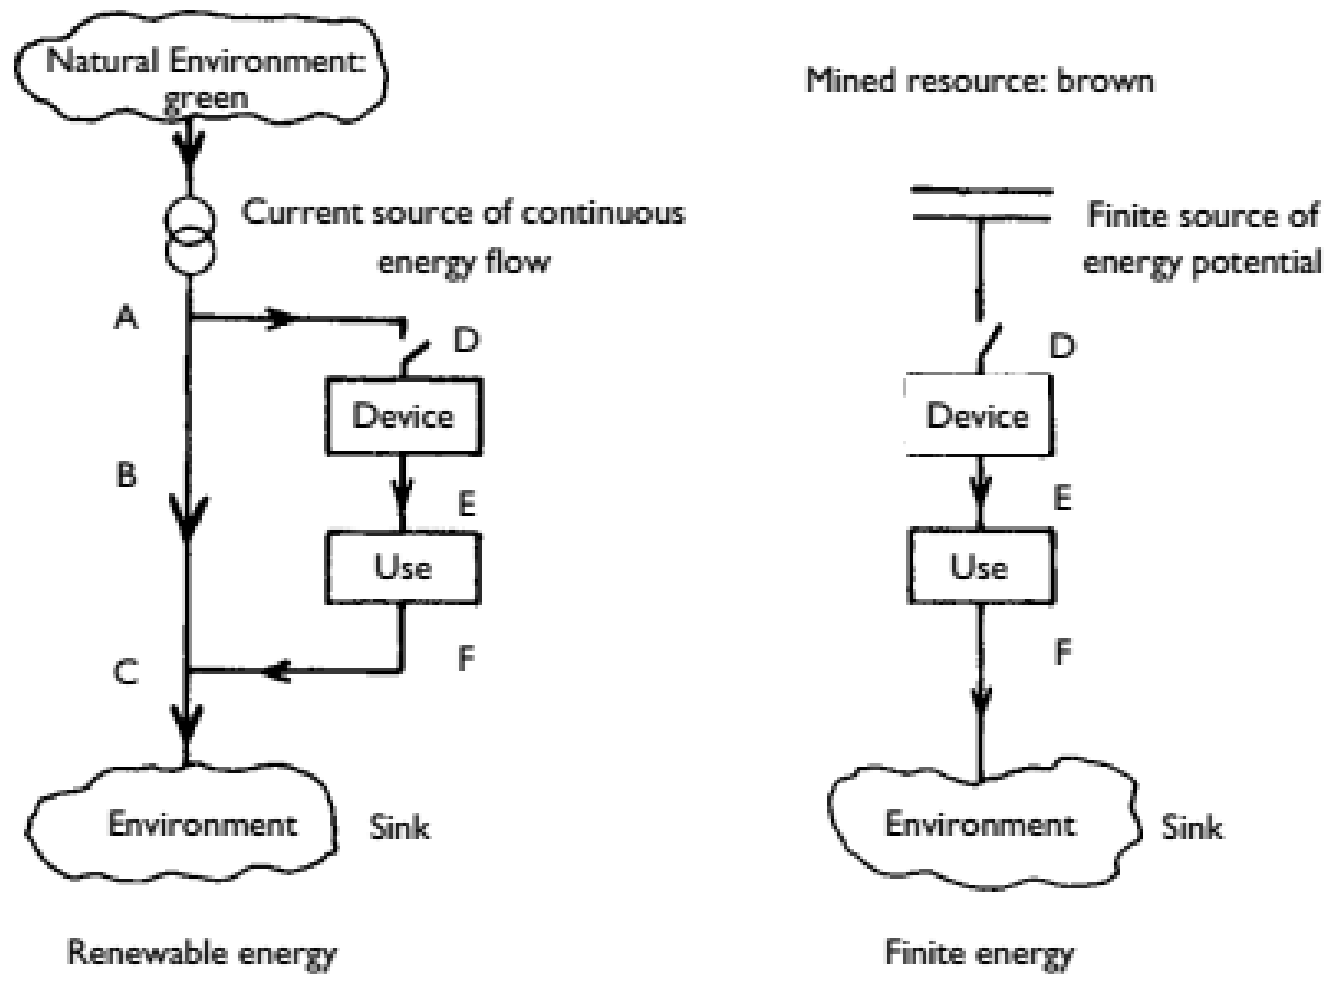 Natural Environment:
green
Current source of continuous
energy flow
A
D
Device
B
E
Use
C
F
Environment
Sink
Renewable energy
Mined resource: brown
Finite source of
energy potential
D
Device
E
Use
F
Environment
Sink
Finite energy